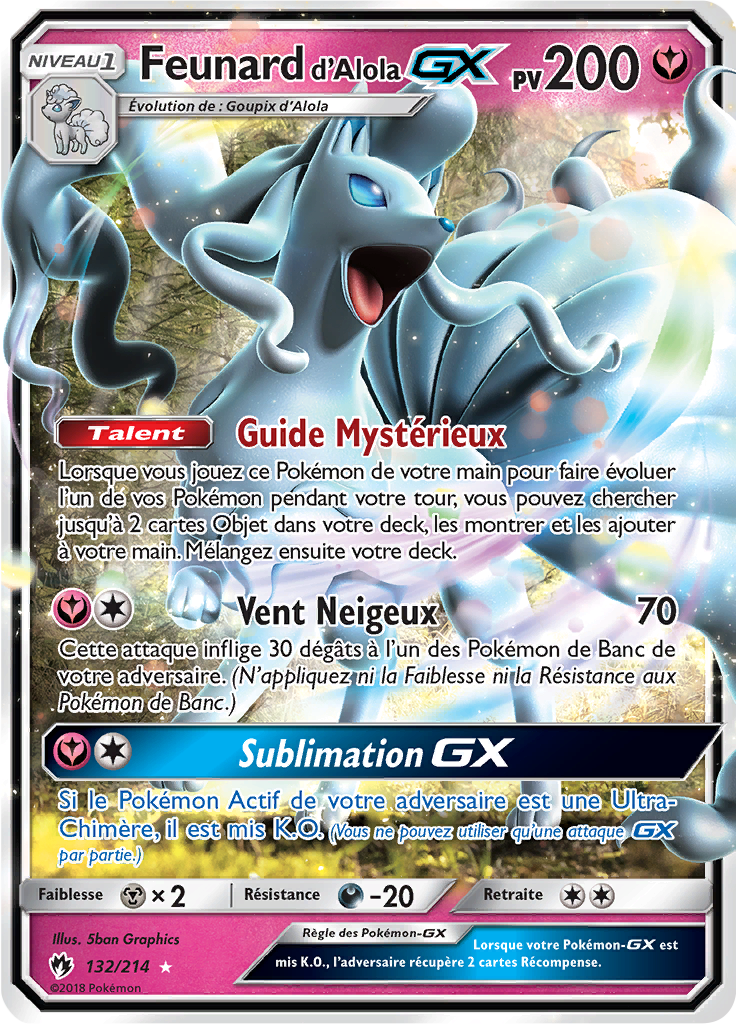 NIVEAU 1
Feunard d'Alola GX PV 200
Évolution de : Goupix d'Alola
Talent Guide Mystérieux
Lorsque vous jouez ce Pokémon de votre main pour faire évoluer
l'un de vos Pokémon pendant votre tour, vous pouvez chercher
jusqu'à 2 cartes Objet dans votre deck, les montrer et les ajouter
à votre main. Mélangez ensuite votre deck.
Vent Neigeux 70
Cette attaque inflige 30 dégâts à l'un des Pokémon de Banc de
votre adversaire. (N'appliquez ni la Faiblesse ni la Résistance aux
Pokémon de Banc.)
Sublimation GX
Si le Pokémon Actif de votre adversaire est une Ultra-
Chimère, il est mis K.O. (Vous ne pouvez utiliser qu'une attaque GX
par partie.)
Faiblesse ×2 Résistance -20 Retraite
Illus. 5ban Graphics
Règle des Pokémon-GX
Lorsque votre Pokémon-GX est
mis K.O., l'adversaire récupère 2 cartes Récompense.
132/214 ★
©2018 Pokémon